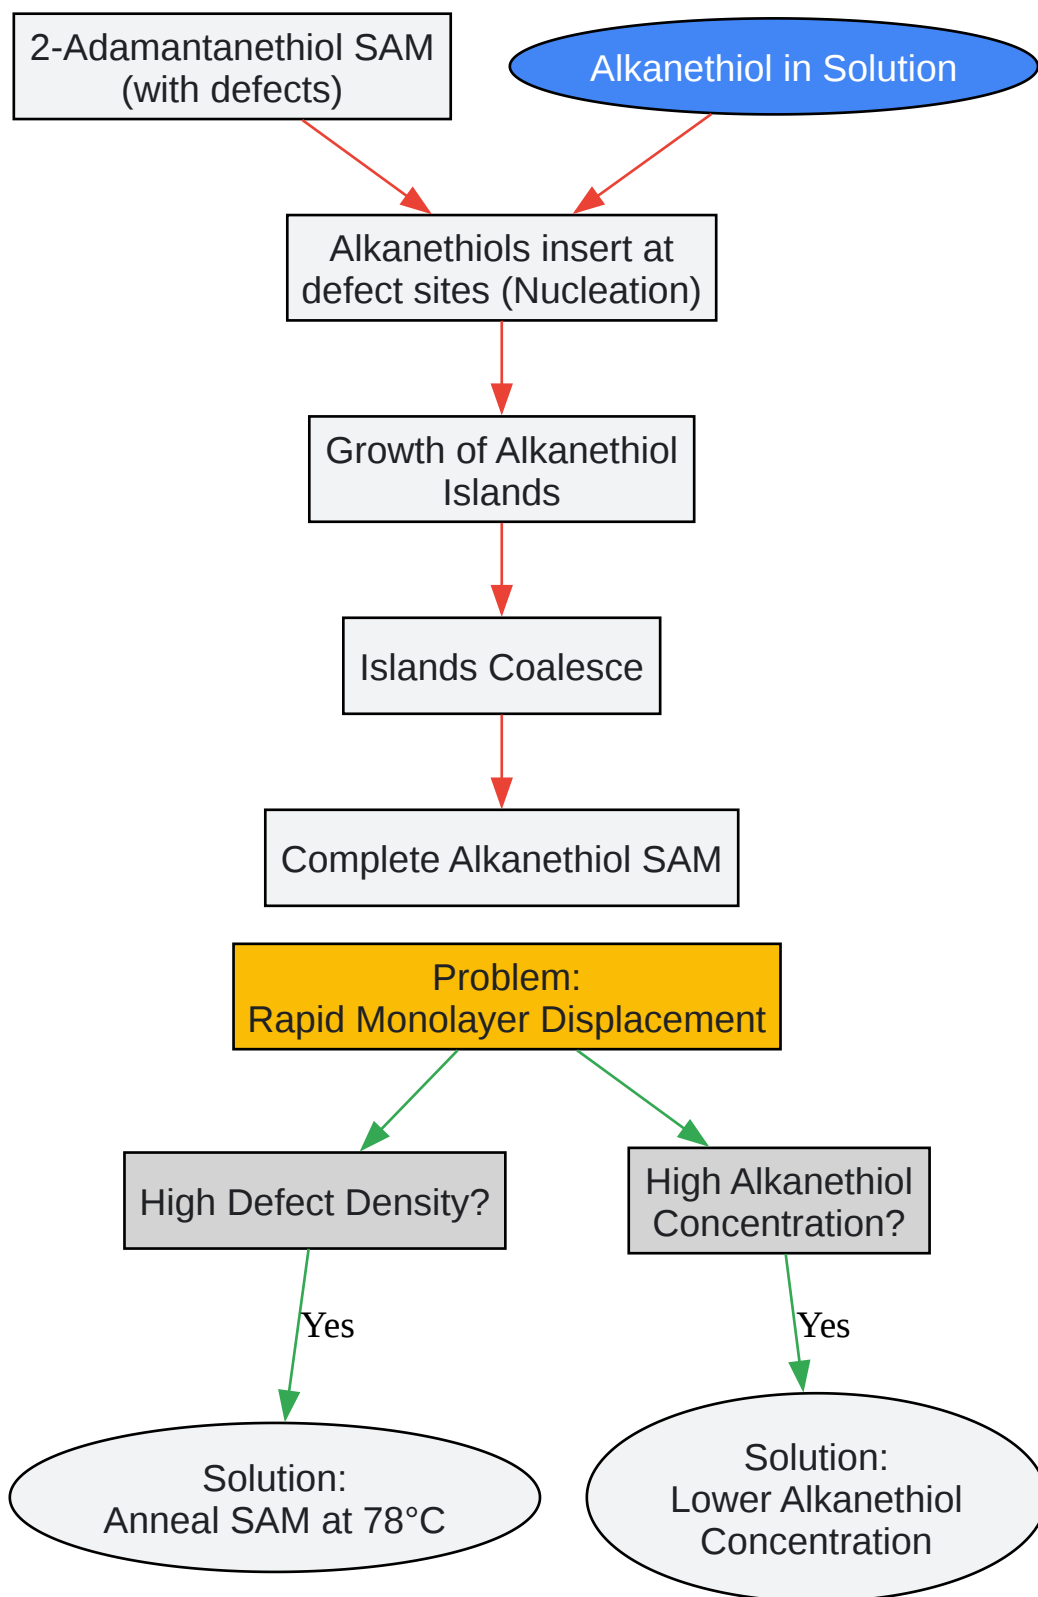 2-Adamantanethiol SAM
(with defects)
Alkanethiol in Solution
Alkanethiols insert at
defect sites (Nucleation)
Growth of Alkanethiol
Islands
Islands Coalesce
Complete Alkanethiol SAM
Problem:
Rapid Monolayer Displacement
High Defect Density?
High Alkanethiol
Concentration?
Yes
Yes
Solution:
Anneal SAM at 78°C
Solution:
Lower Alkanethiol
Concentration